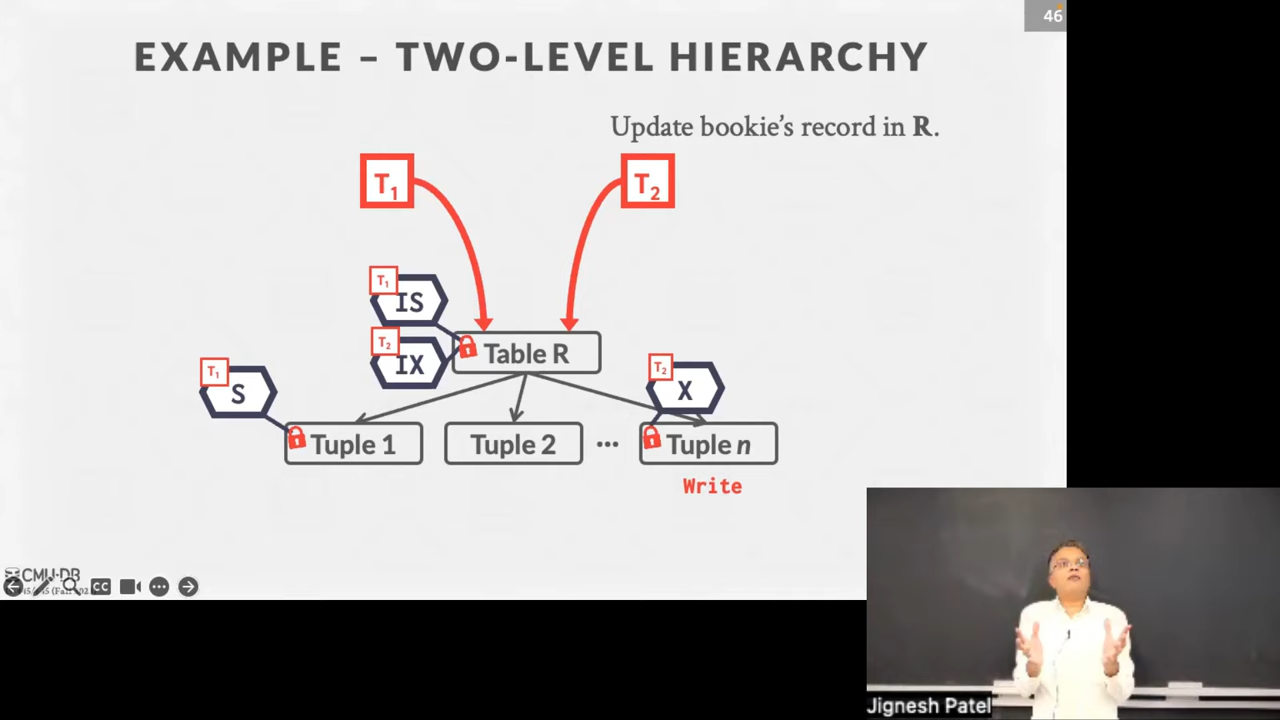 46
EXAMPLE – TWO-LEVEL HIERARCHY
Update bookie's record in R.
T1
T2
T1
IS
T2
IX
Table R
T1
S
T2
X
Tuple 1
Tuple 2
...
Tuple n
Write
CMU·DB
CC
Jignesh Patel